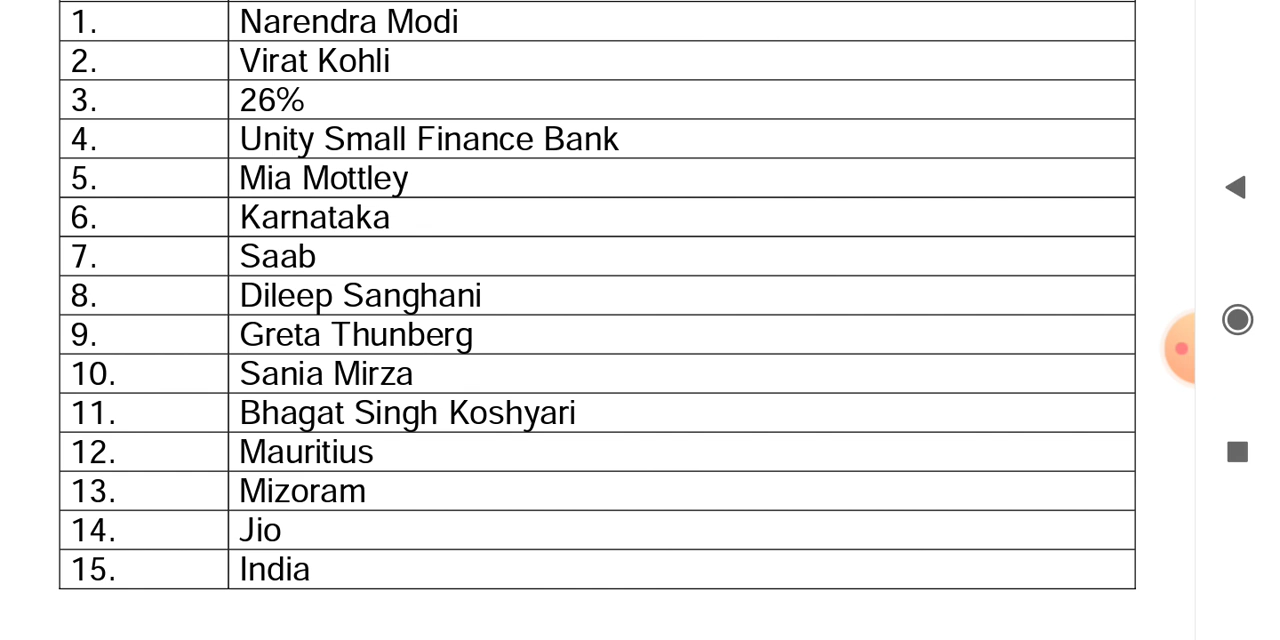 1. Narendra Modi
2. Virat Kohli
3. 26%
4. Unity Small Finance Bank
5. Mia Mottley
6. Karnataka
7. Saab
8. Dileep Sanghani
9. Greta Thunberg
10. Sania Mirza
11. Bhagat Singh Koshyari
12. Mauritius
13. Mizoram
14. Jio
15. India